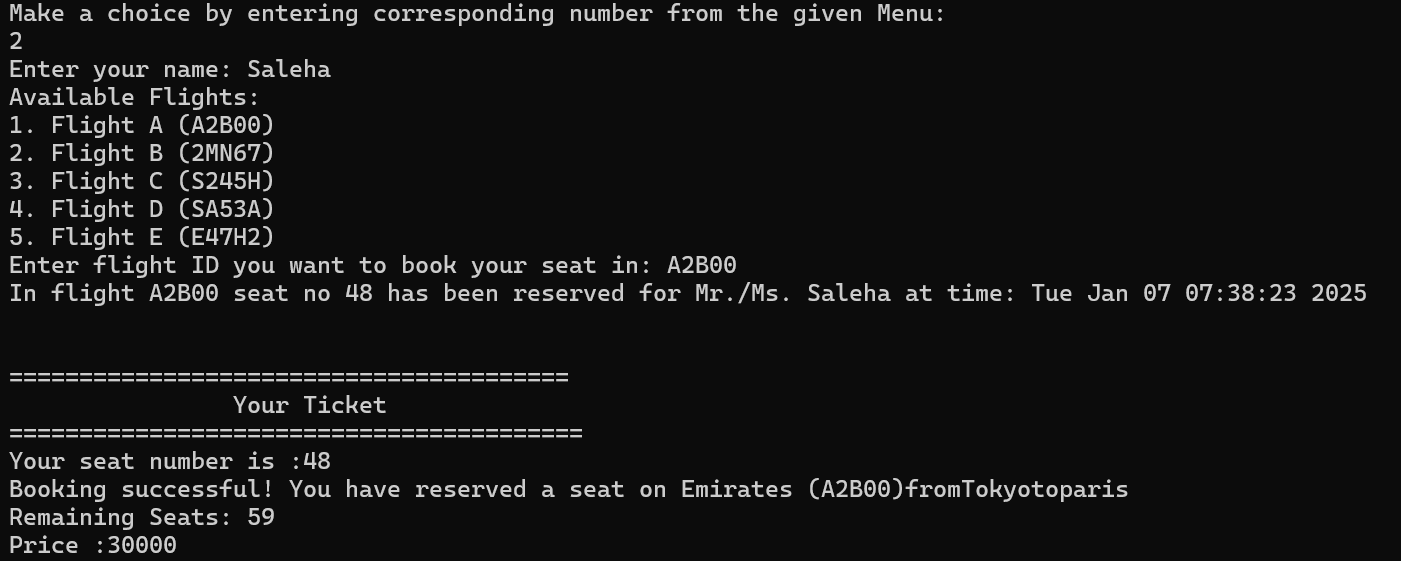 Make a choice by entering corresponding number from the given Menu:
2
Enter your name: Saleha
Available Flights:
1. Flight A (A2B00)
2. Flight B (2MN67)
3. Flight C (S245H)
4. Flight D (SA53A)
5. Flight E (E47H2)
Enter flight ID you want to book your seat in: A2B00
In flight A2B00 seat no 48 has been reserved for Mr./Ms. Saleha at time: Tue Jan 07 07:38:23 2025
========================================
Your Ticket
=========================================
Your seat number is :48
Booking successful! You have reserved a seat on Emirates (A2B00)fromTokyotoparis
Remaining Seats: 59
Price :30000